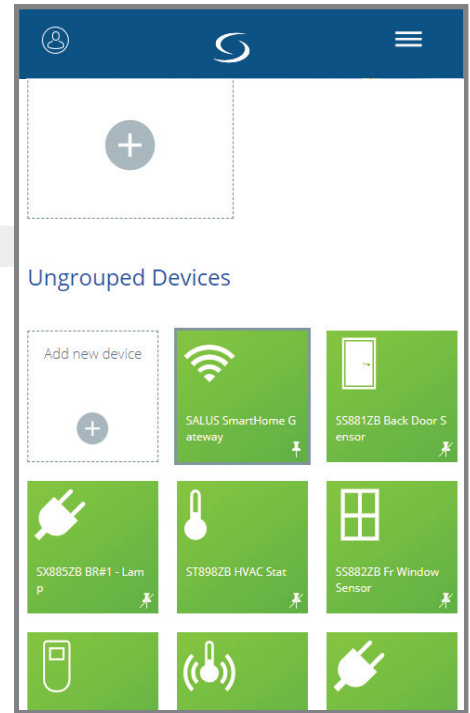 Ungrouped Devices
Add new device
SALUS SmartHome G
ateway
SS881ZB Back Door S
ensor
SX885ZB BR#1 - Lam
p
ST898ZB HVAC Stat
SS882ZB Fr Window
Sensor